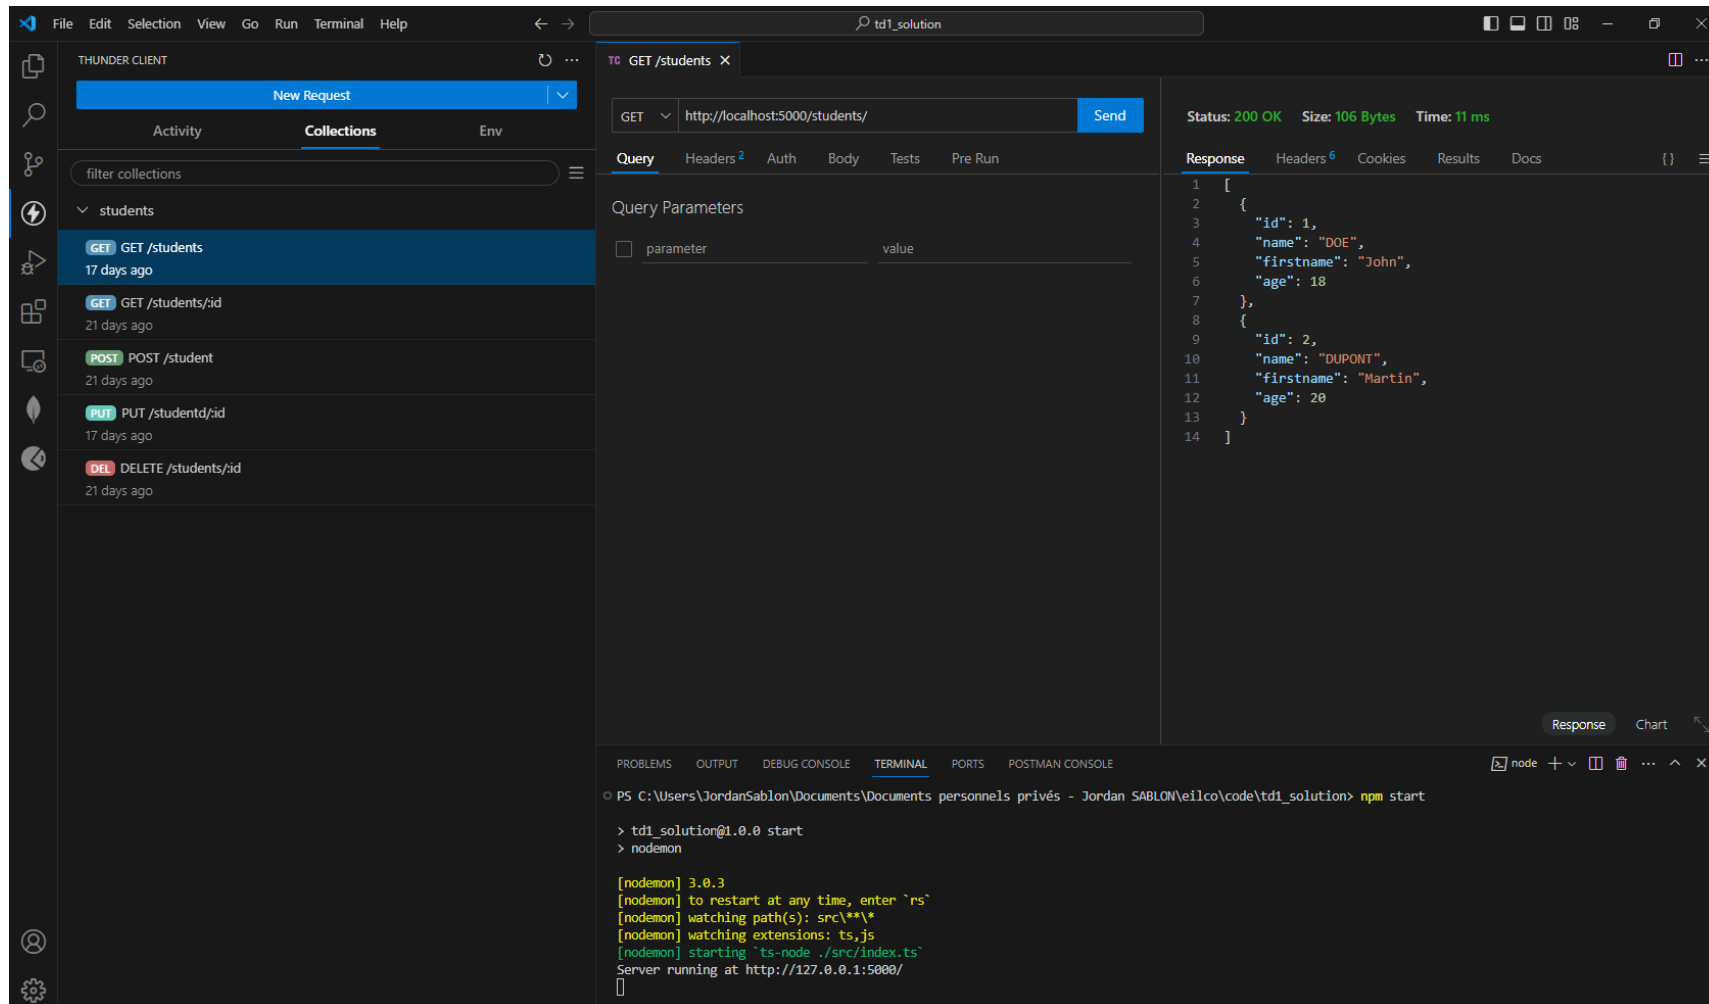 File Edit Selection View Go Run Terminal Help
td1_solution
THUNDER CLIENT
New Request
Activity Collections Env
filter collections
students
GET GET /students
17 days ago
GET GET /students/:id
21 days ago
POST POST /student
21 days ago
PUT PUT /studentd/:id
17 days ago
DEL DELETE /students/:id
21 days ago
TC GET /students
GET http://localhost:5000/students/ Send
Query Headers 2 Auth Body Tests Pre Run
Query Parameters
parameter value
Status: 200 OK Size: 106 Bytes Time: 11 ms
Response Headers 6 Cookies Results Docs {}
1 [
2 {
3 "id": 1,
4 "name": "DOE",
5 "firstname": "John",
6 "age": 18
7 },
8 {
9 "id": 2,
10 "name": "DUPONT",
11 "firstname": "Martin",
12 "age": 20
13 }
14 ]
Response Chart
PROBLEMS OUTPUT DEBUG CONSOLE TERMINAL PORTS POSTMAN CONSOLE
node
PS C:\Users\JordanSablon\Documents\Documents personnels privés - Jordan SABLON\eilco\code\td1_solution> npm start
> td1_solution@1.0.0 start
> nodemon
[nodemon] 3.0.3
[nodemon] to restart at any time, enter `rs`
[nodemon] watching path(s): src\**\*
[nodemon] watching extensions: ts,js
[nodemon] starting `ts-node ./src/index.ts`
Server running at http://127.0.0.1:5000/